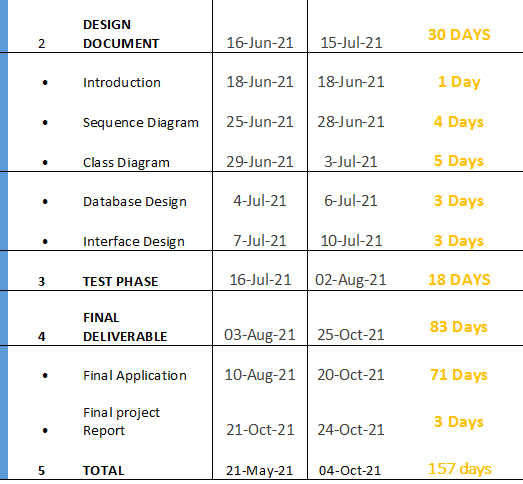 2 DESIGN
DOCUMENT 16-Jun-21 15-Jul-21 30 DAYS
• Introduction 18-Jun-21 18-Jun-21 1 Day
• Sequence Diagram 25-Jun-21 28-Jun-21 4 Days
• Class Diagram 29-Jun-21 3-Jul-21 5 Days
• Database Design 4-Jul-21 6-Jul-21 3 Days
• Interface Design 7-Jul-21 10-Jul-21 3 Days
3 TEST PHASE 16-Jul-21 02-Aug-21 18 DAYS
4 FINAL
DELIVERABLE 03-Aug-21 25-Oct-21 83 Days
• Final Application 10-Aug-21 20-Oct-21 71 Days
• Final project
Report 21-Oct-21 24-Oct-21 3 Days
5 TOTAL 21-May-21 04-Oct-21 157 days